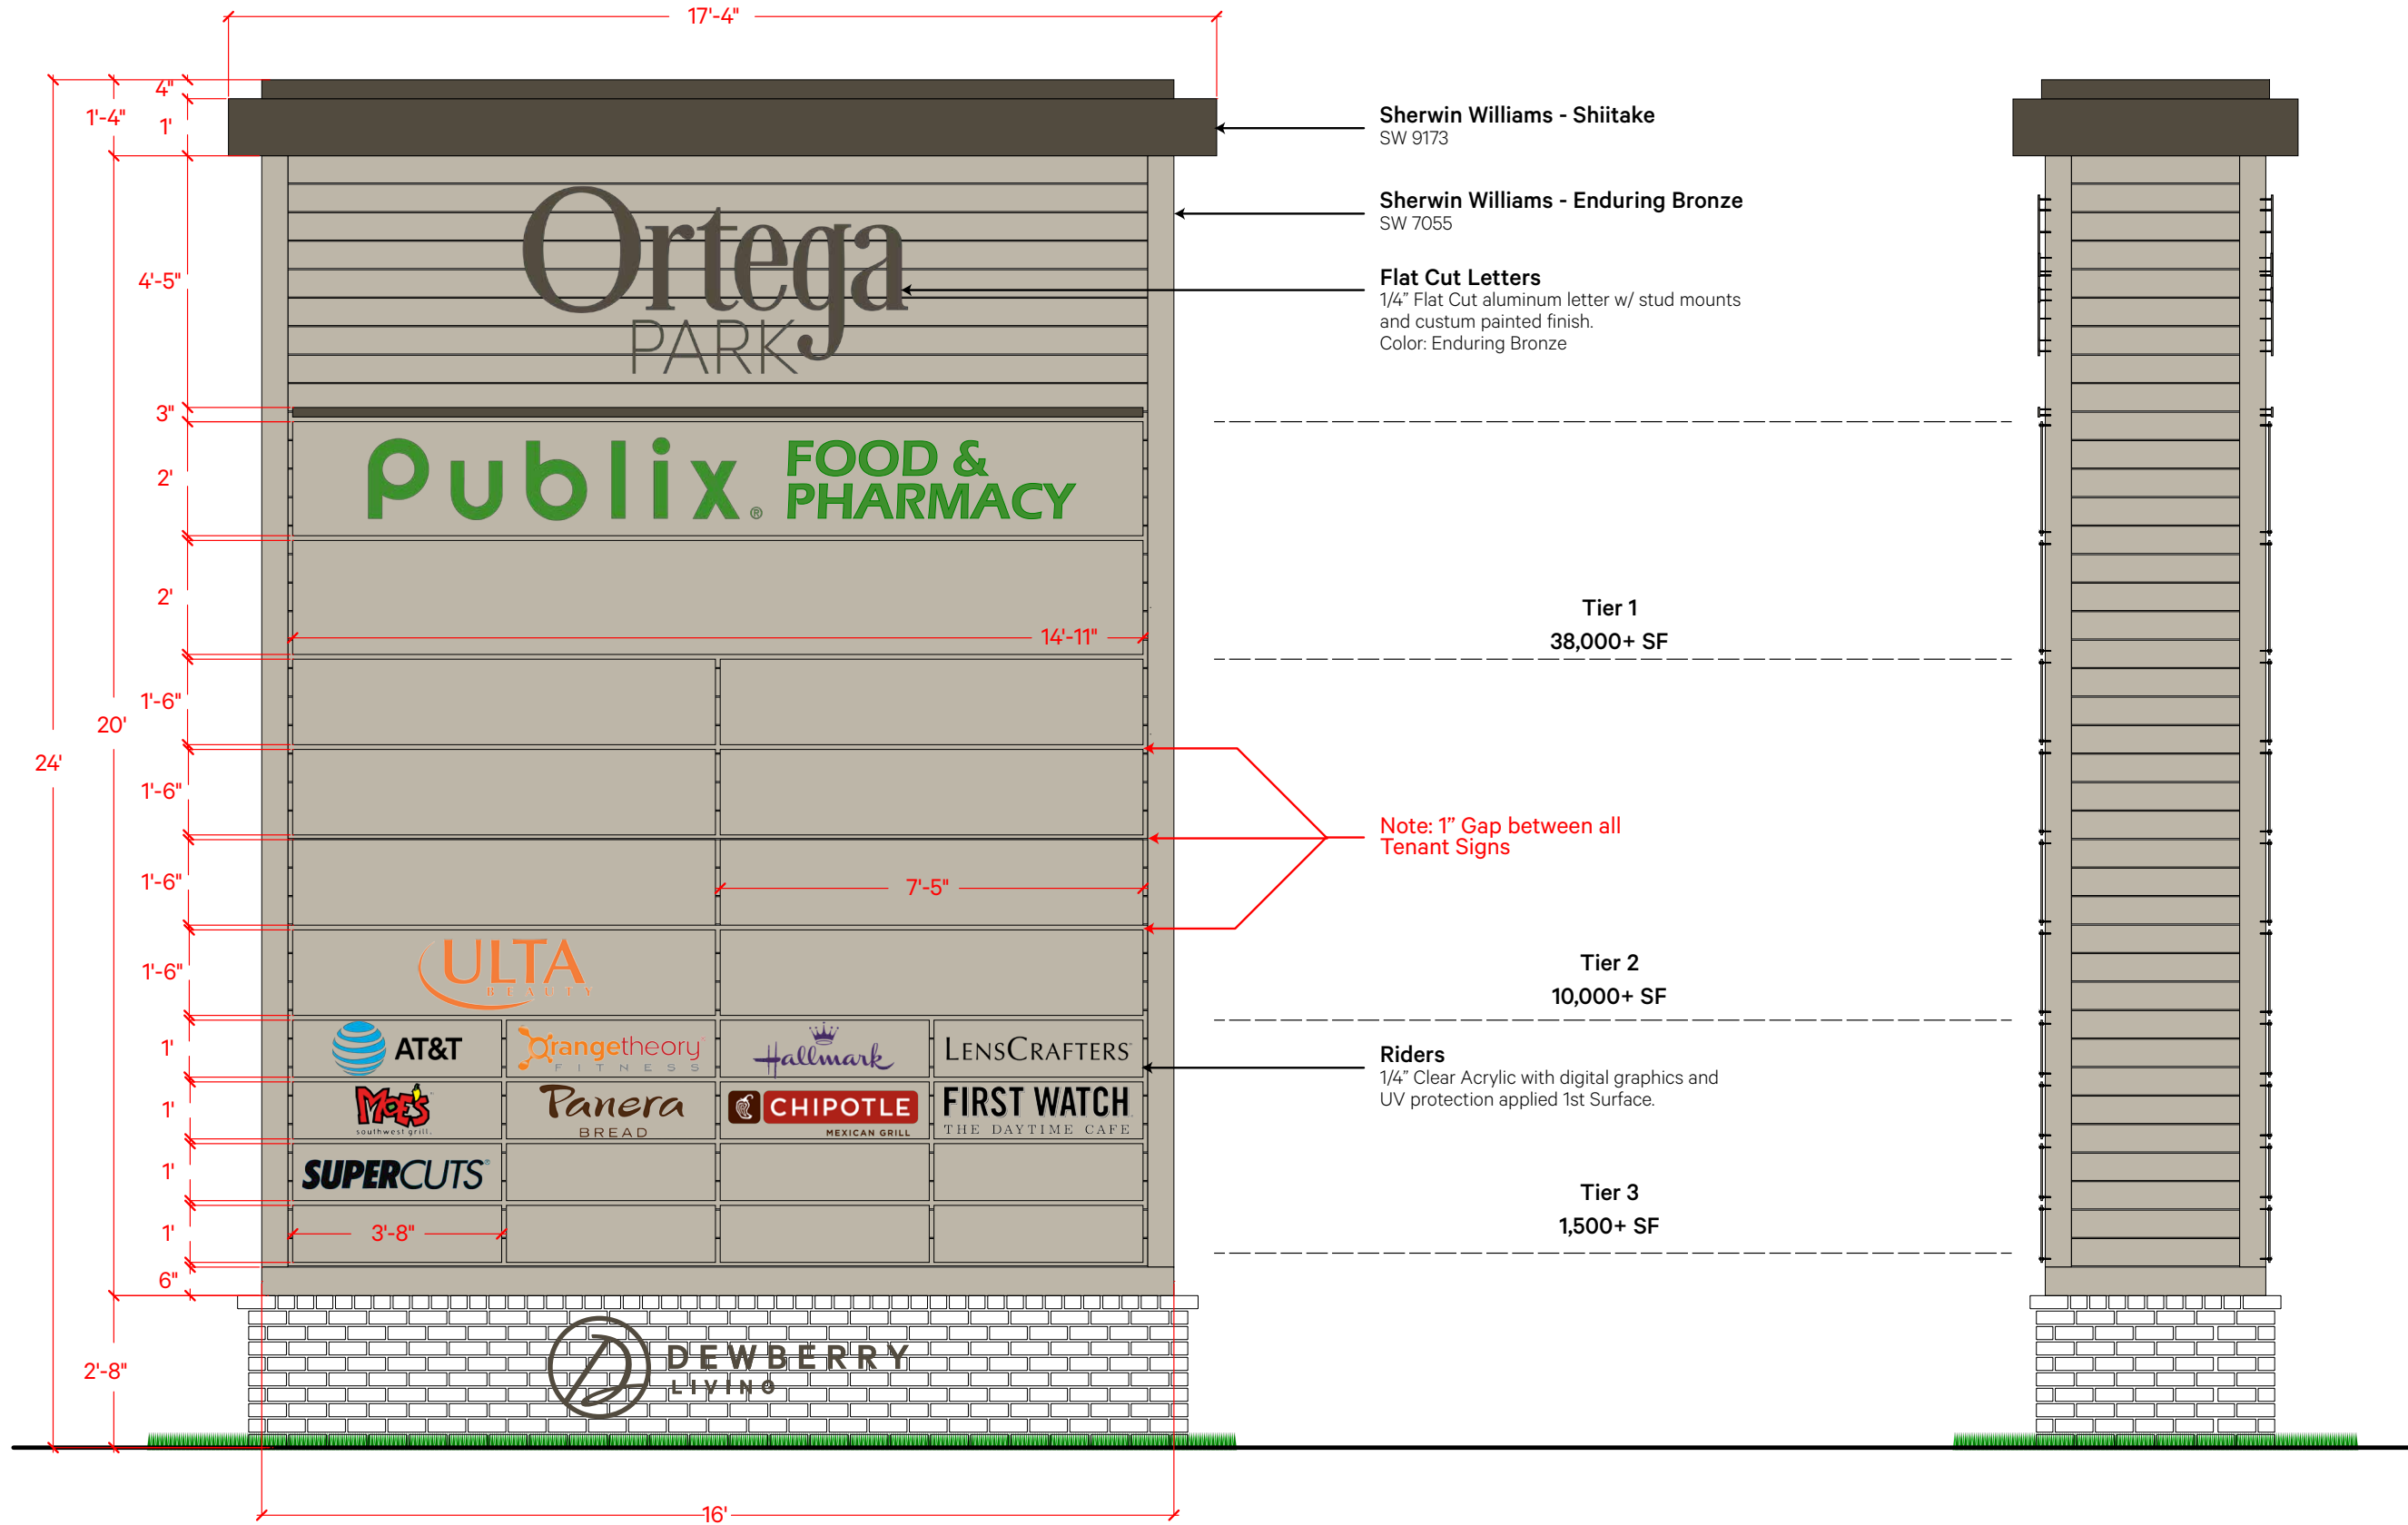 17'-4"
4"
1'-4"
1'
Sherwin Williams - Shiitake
SW 9173
Sherwin Williams - Enduring Bronze
SW 7055
Ortega
PARK
4'-5"
Flat Cut Letters
1/4” Flat Cut aluminum letter w/ stud mounts
and custum painted finish.
Color: Enduring Bronze
3"
2'
Publix®
FOOD &
PHARMACY
2'
14'-11"
Tier 1
38,000+ SF
1'-6"
20'
24'
1'-6"
Note: 1” Gap between all
Tenant Signs
1'-6"
7'-5"
1'-6"
ULTA
BEAUTY
Tier 2
10,000+ SF
1'
AT&T
Orangetheory
FITNESS
Hallmark
LENSCRAFTERS
Riders
1/4” Clear Acrylic with digital graphics and
UV protection applied 1st Surface.
1'
MOE'S
southwest grill.
Panera
BREAD
CHIPOTLE
MEXICAN GRILL
FIRST WATCH
THE DAYTIME CAFE
1'
SUPERCUTS®
Tier 3
1,500+ SF
1'
3'-8"
6"
2'-8"
DEWBERRY
LIVING
16'